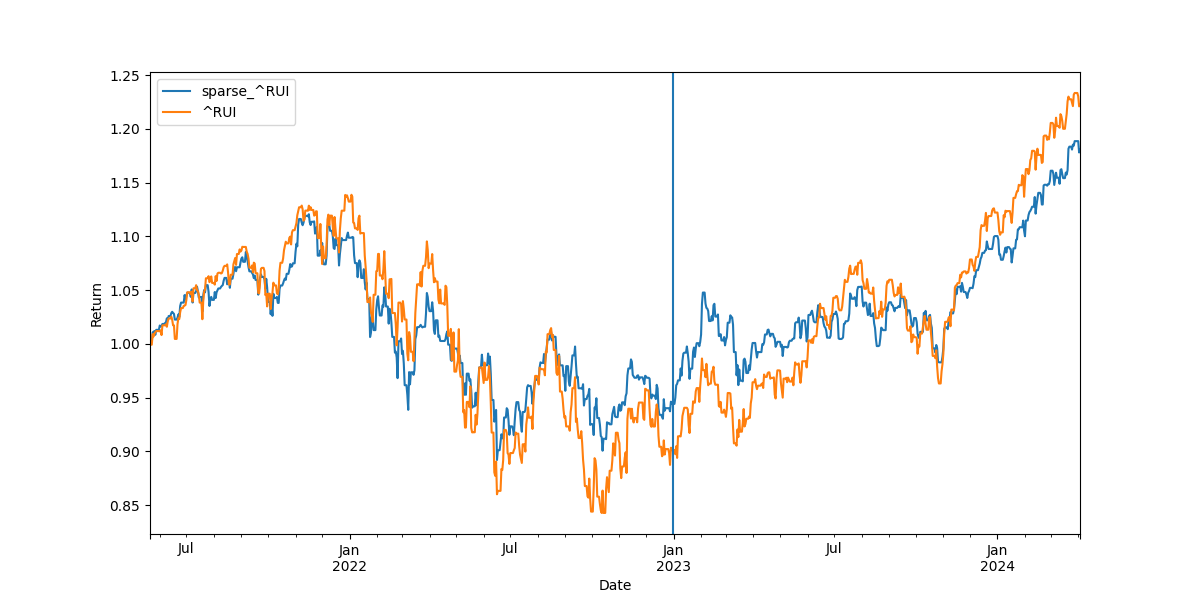 sparse_^RUI
^RUI
Return
1.25
1.20
1.15
1.10
1.05
1.00
0.95
0.90
0.85
Jul
Jan
2022
Jul
Jan
2023
Jul
Jan
2024
Date